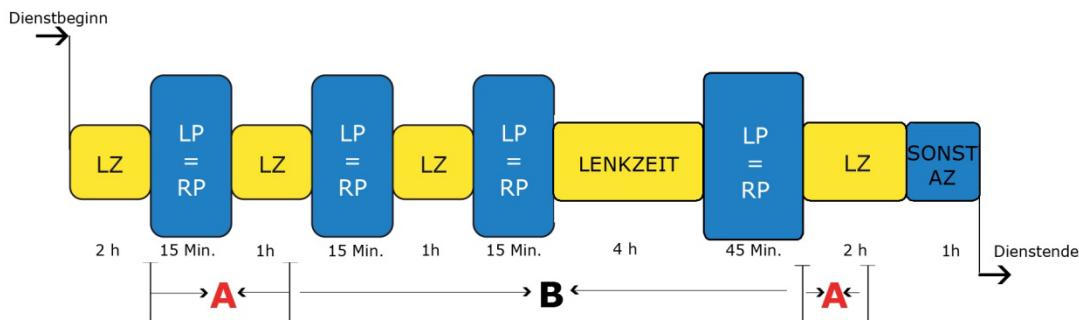 Dienstbeginn
LZ
LP
=
RP
LZ
LP
=
RP
LZ
LP
=
RP
LENKZEIT
LP
=
RP
LZ
SONST
AZ
2 h
15 Min.
1h
15 Min.
1h
15 Min.
4 h
45 Min.
2 h
1h
Dienstende
A
B
A